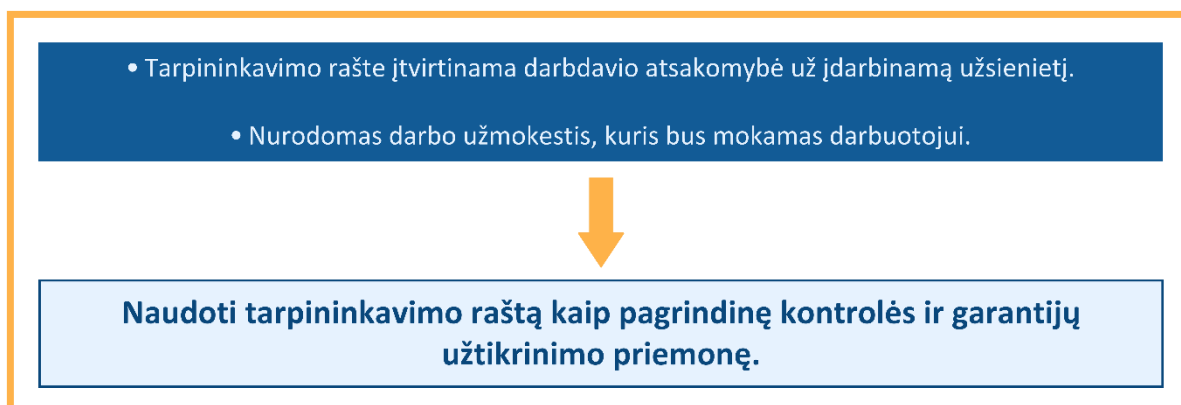 • Tarpininkavimo rašte įtvirtinama darbdavio atsakomybė už įdarbinamą užsienietį.
• Nurodomas darbo užmokestis, kuris bus mokamas darbuotojui.
Naudoti tarpininkavimo raštą kaip pagrindinę kontrolės ir garantijų
užtikrinimo priemonę.